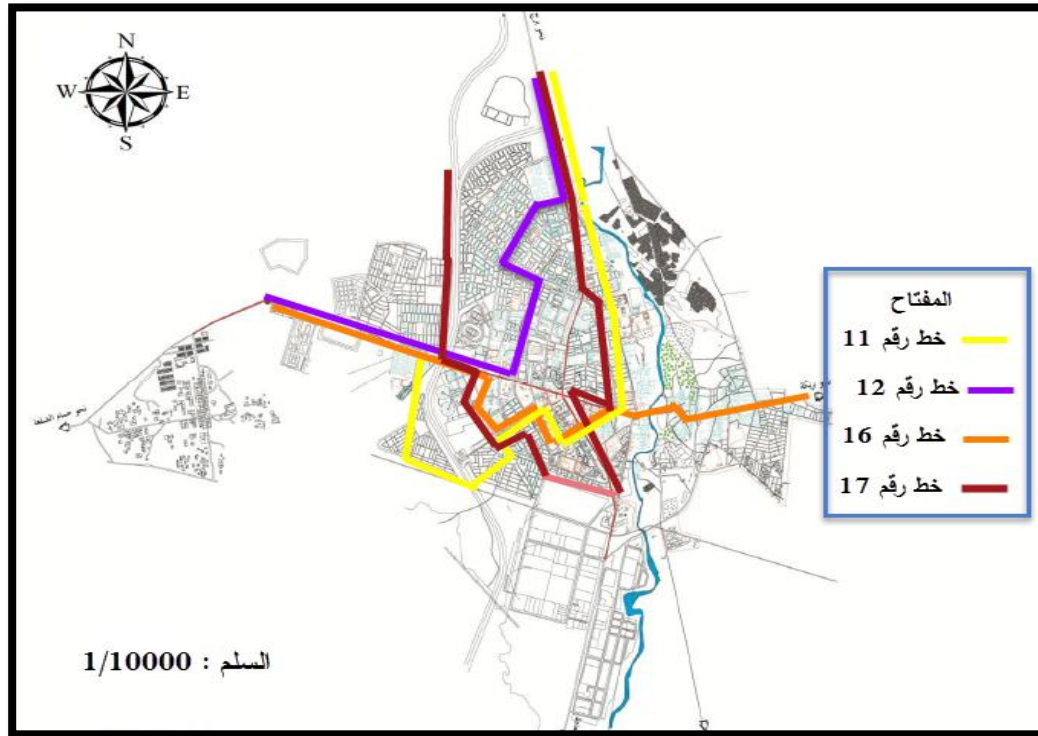 N
W E
S
المفتاح
خط رقم 11
خط رقم 12
خط رقم 16
خط رقم 17
السلم : 1/10000